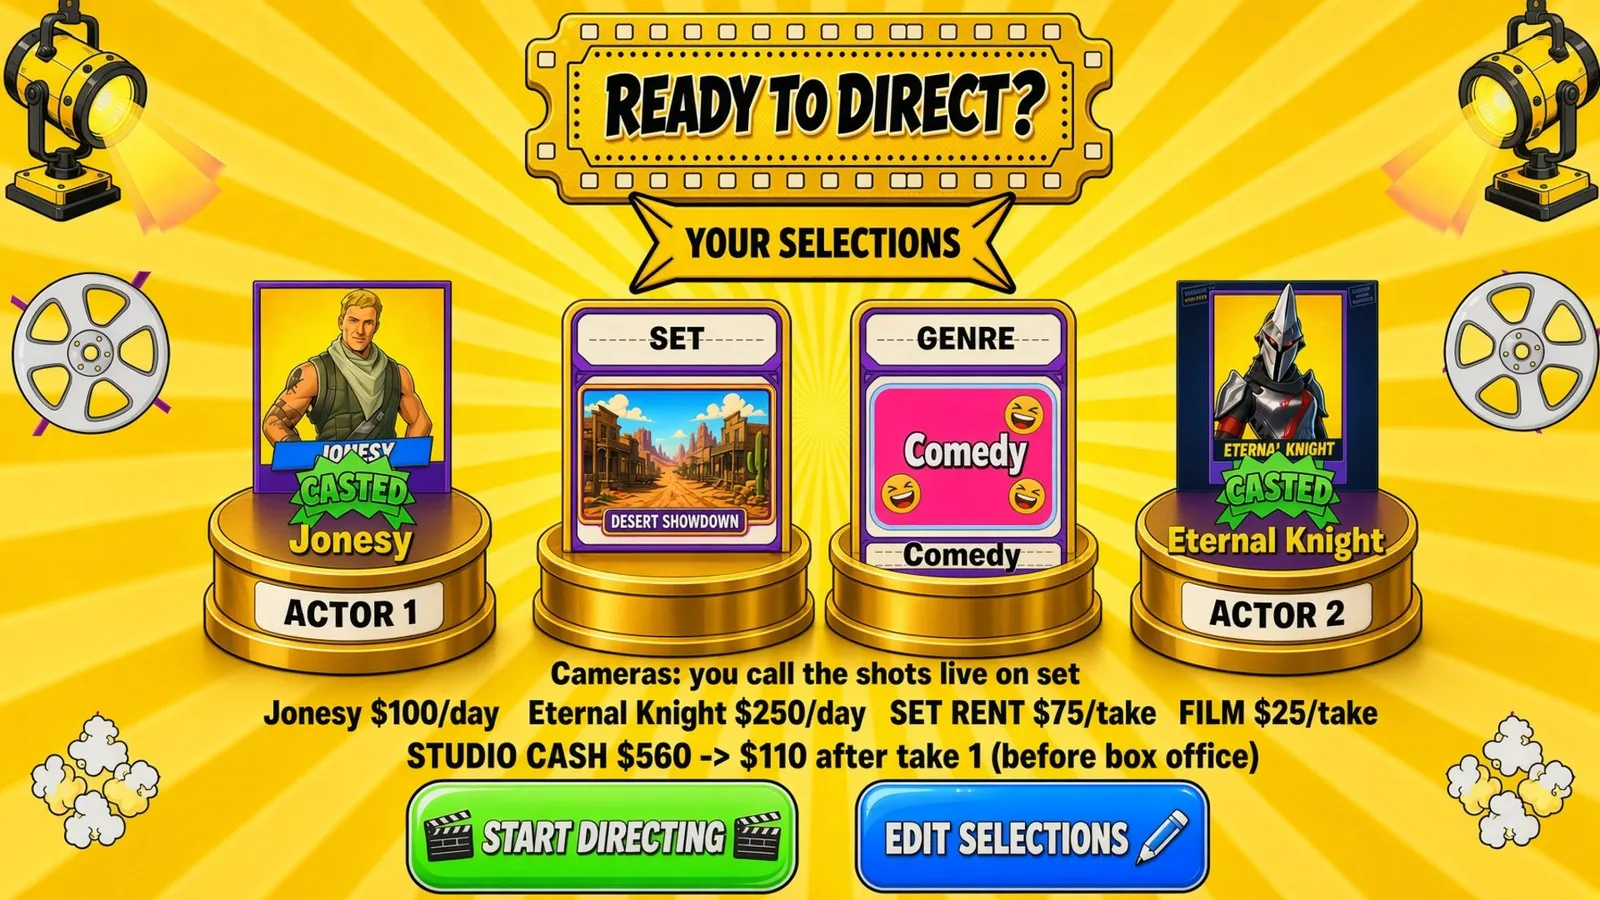 READY TO DIRECT?
YOUR SELECTIONS
JONESY
CASTED
Jonesy
ACTOR 1
SET
DESERT SHOWDOWN
GENRE
Comedy
Comedy
ETERNAL KNIGHT
CASTED
Eternal Knight
ACTOR 2
Cameras: you call the shots live on set
Jonesy $100/day Eternal Knight $250/day SET RENT $75/take FILM $25/take
STUDIO CASH $560 -> $110 after take 1 (before box office)
START DIRECTING
EDIT SELECTIONS